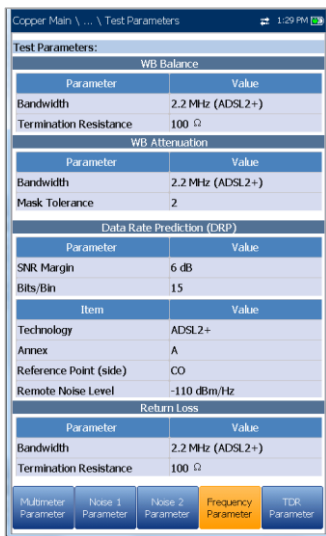 Copper Main \ ... \ Test Parameters 1:29 PM
Test Parameters:
WB Balance
Parameter Value
Bandwidth 2.2 MHz (ADSL2+)
Termination Resistance 100 Ω
WB Attenuation
Parameter Value
Bandwidth 2.2 MHz (ADSL2+)
Mask Tolerance 2
Data Rate Prediction (DRP)
Parameter Value
SNR Margin 6 dB
Bits/Bin 15
Item Value
Technology ADSL2+
Annex A
Reference Point (side) CO
Remote Noise Level -110 dBm/Hz
Return Loss
Parameter Value
Bandwidth 2.2 MHz (ADSL2+)
Termination Resistance 100 Ω
Multimeter Noise 1 Noise 2 Frequency TDR
Parameter Parameter Parameter Parameter Parameter